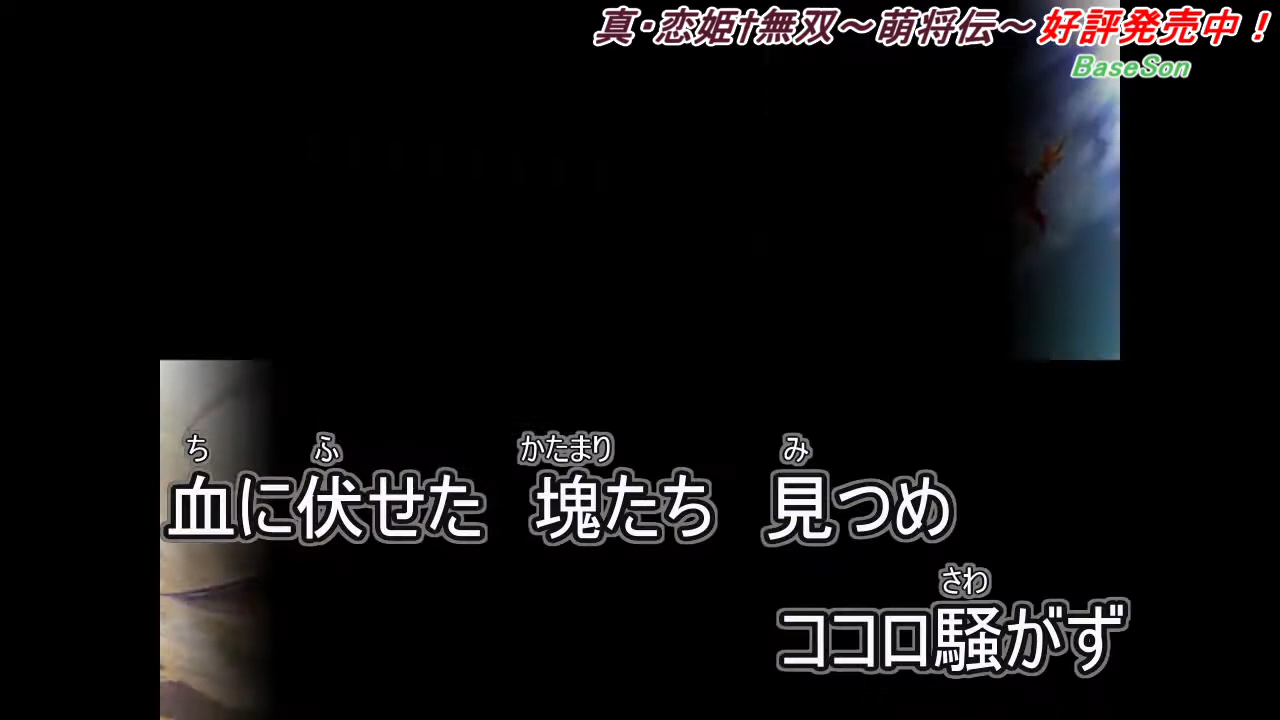 真・恋姫†無双～萌将伝～ 好評発売中！
BaseSon
ち ふ かたまり み
血に伏せた 塊たち 見つめ
さわ
ココロ騒がず